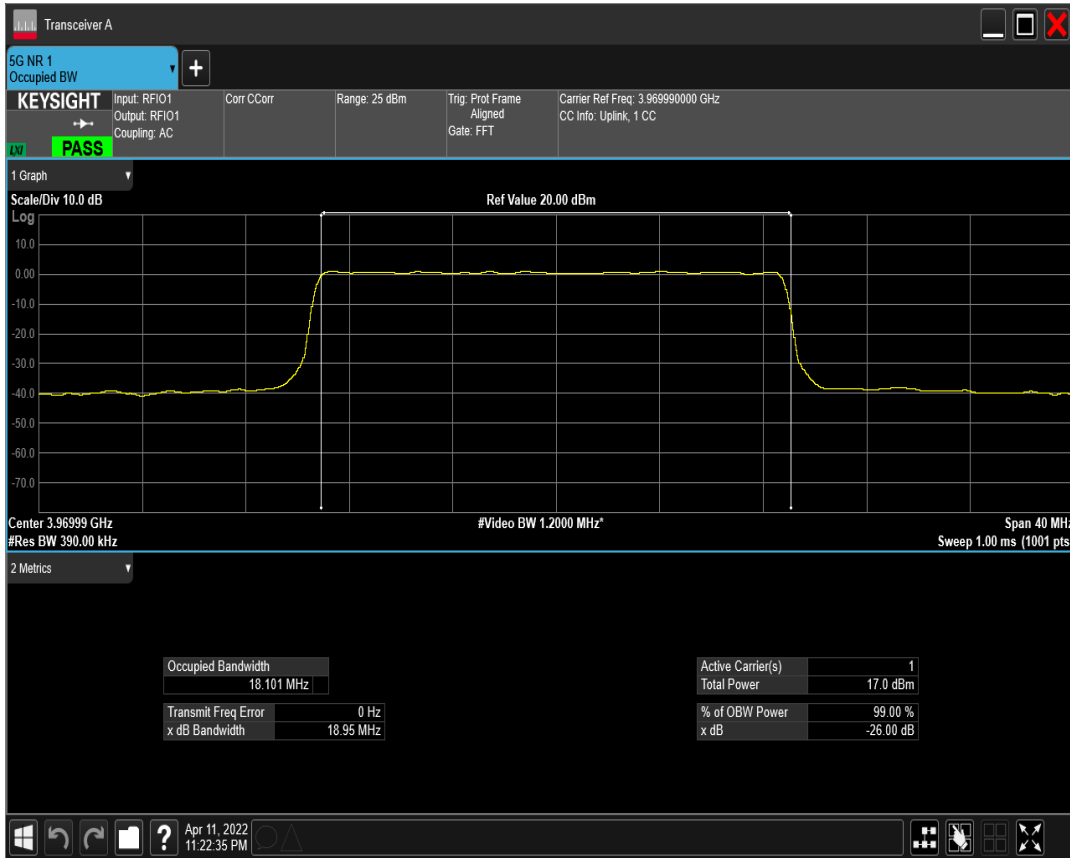 Transceiver A
5G NR 1
Occupied BW
+
KEYSIGHT
LXI
PASS
Input: RFIO1
Output: RFIO1
Coupling: AC
Corr CCorr
Range: 25 dBm
Trig: Prot Frame
Aligned
Gate: FFT
Carrier Ref Freq: 3.969990000 GHz
CC Info: Uplink, 1 CC
1 Graph
Scale/Div 10.0 dB
Ref Value 20.00 dBm
Log
10.0
0.00
-10.0
-20.0
-30.0
-40.0
-50.0
-60.0
-70.0
Center 3.96999 GHz
#Video BW 1.2000 MHz*
Span 40 MHz
#Res BW 390.00 kHz
Sweep 1.00 ms (1001 pts
2 Metrics
Occupied Bandwidth
18.101 MHz
Transmit Freq Error 0 Hz
x dB Bandwidth 18.95 MHz
Active Carrier(s) 1
Total Power 17.0 dBm
% of OBW Power 99.00 %
x dB -26.00 dB
?
Apr 11, 2022
11:22:35 PM